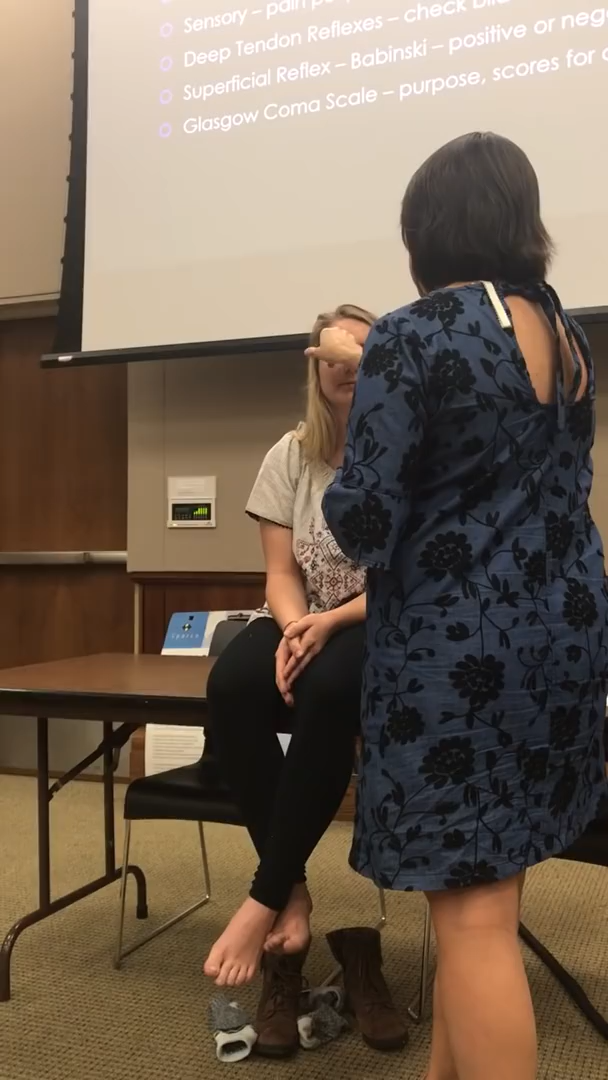 Sensory – pain
Deep Tendon Reflexes – check
Superficial Reflex – Babinski – positive or neg
Glasgow Coma Scale – purpose, scores for